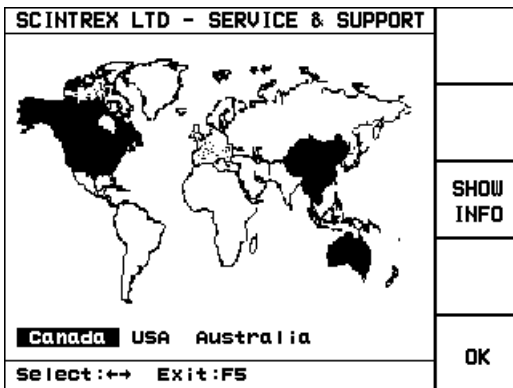 SCINTREX LTD - SERVICE & SUPPORT
SHOW
INFO
Canada USA Australia
OK
Select:←→ Exit:F5